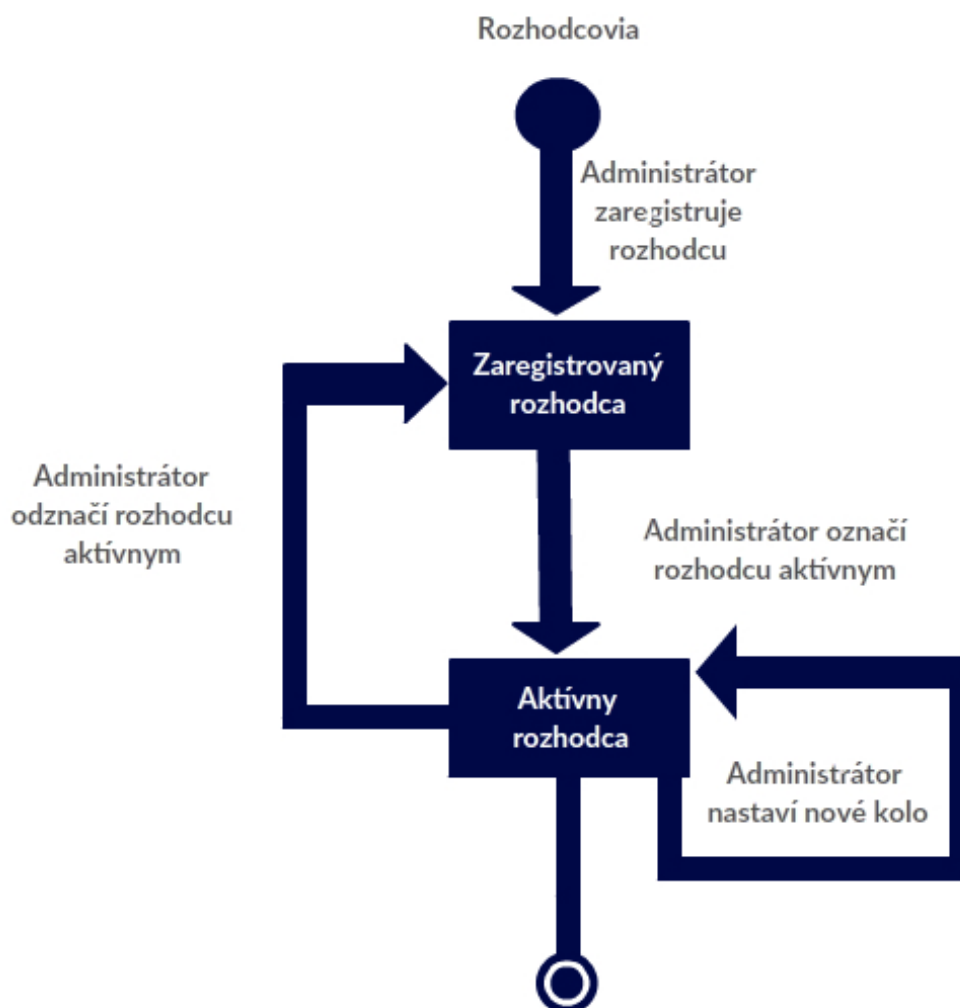 Rozhodcovia
Administrátor
zaregistruje
rozhodcu
Zaregistrovaný
rozhodca
Administrátor
odznačí rozhodcu
aktívnym
Administrátor označí
rozhodcu aktívnym
Aktívny
rozhodca
Administrátor
nastaví nové kolo